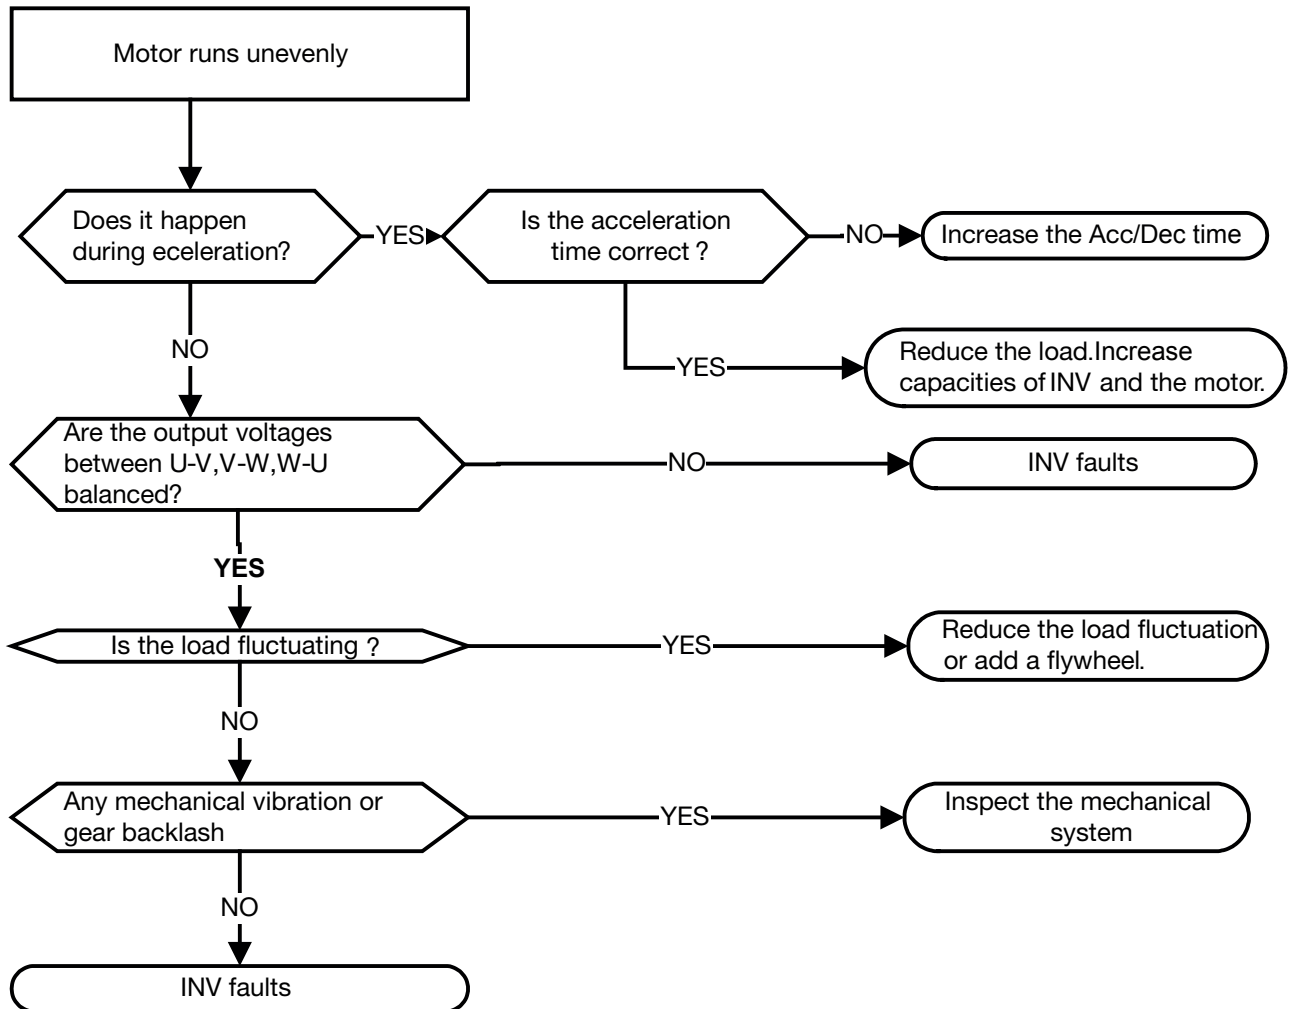 Motor runs unevenly
Does it happen
during eceleration?
YES
Is the acceleration
time correct ?
NO
Increase the Acc/Dec time
NO
YES
Reduce the load.Increase
capacities of INV and the motor.
Are the output voltages
between U-V,V-W,W-U
balanced?
NO
INV faults
YES
Is the load fluctuating ?
YES
Reduce the load fluctuation
or add a flywheel.
NO
Any mechanical vibration or
gear backlash
YES
Inspect the mechanical
system
NO
INV faults